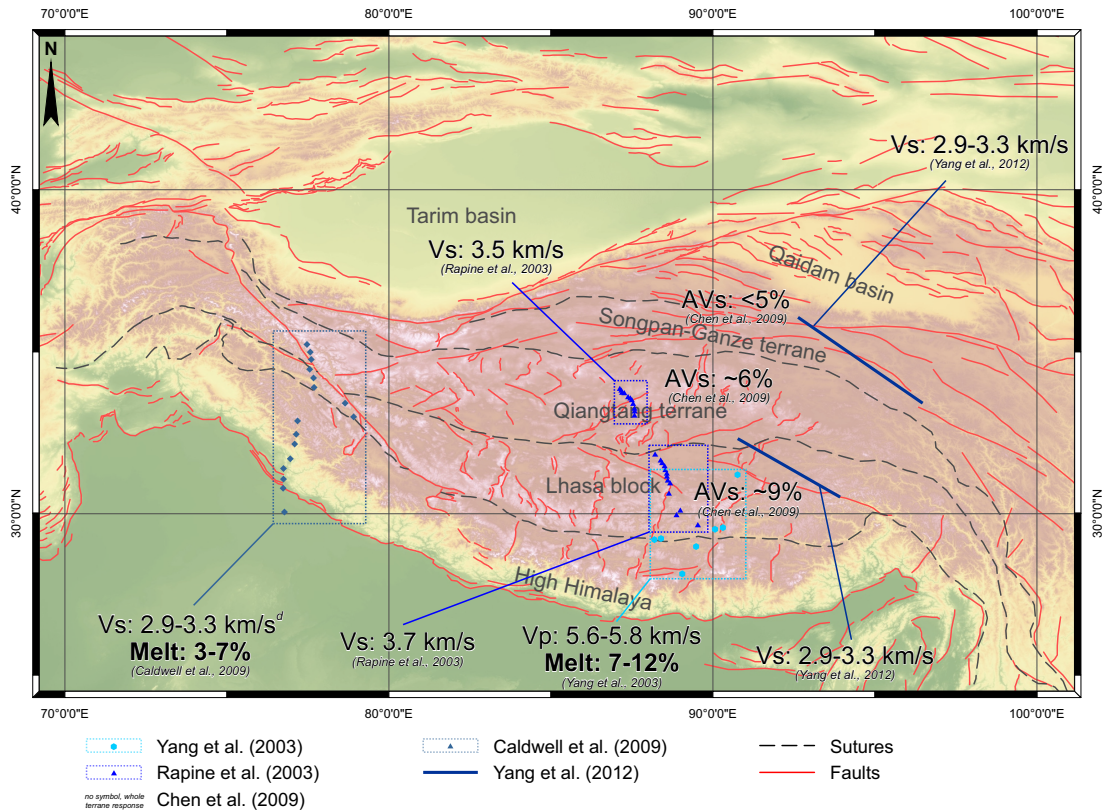 70°0'0"E 80°0'0"E 90°0'0"E 100°0'0"E
N
40°0'0"N
40°0'0"N
30°0'0"N
30°0'0"N
Vs: 2.9-3.3 km/s
(Yang et al., 2012)
Tarim basin
Vs: 3.5 km/s
(Rapine et al., 2003)
Qaidam basin
AVs: <5%
(Chen et al., 2009)
Songpan-Ganze terrane
AVs: ~6%
(Chen et al., 2009)
Qiangtang terrane
Lhasa block
AVs: ~9%
(Chen et al., 2009)
High Himalaya
Vs: 2.9-3.3 km/sᵈ
Melt: 3-7%
(Caldwell et al., 2009)
Vs: 3.7 km/s
(Rapine et al., 2003)
Vp: 5.6-5.8 km/s
Melt: 7-12%
(Yang et al., 2003)
Vs: 2.9-3.3 km/s
(Yang et al., 2012)
70°0'0"E 80°0'0"E 90°0'0"E 100°0'0"E
Yang et al. (2003)
Rapine et al. (2003)
no symbol, whole
terrane response
Chen et al. (2009)
Caldwell et al. (2009)
Yang et al. (2012)
Sutures
Faults